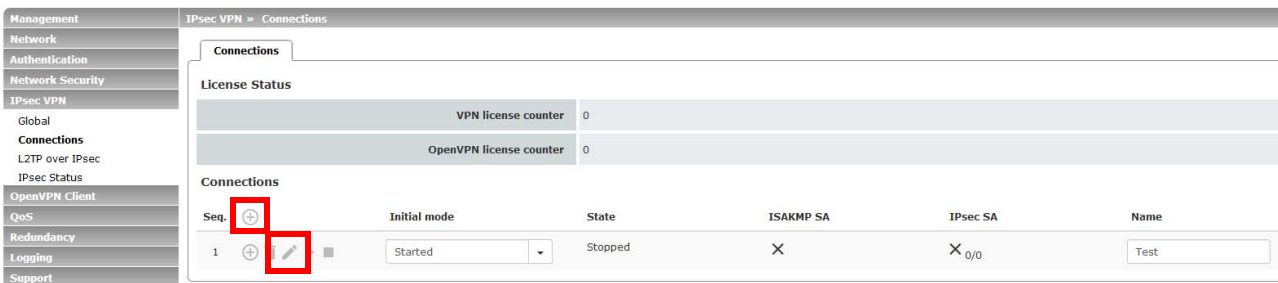 Management
Network
Authentication
Network Security
IPsec VPN
Global
Connections
L2TP over IPsec
IPsec Status
OpenVPN Client
QoS
Redundancy
Logging
Support
IPsec VPN » Connections
Connections
License Status
VPN license counter 0
OpenVPN license counter 0
Connections
Seq. Initial mode State ISAKMP SA IPsec SA Name
1 Started Stopped 0/0 Test